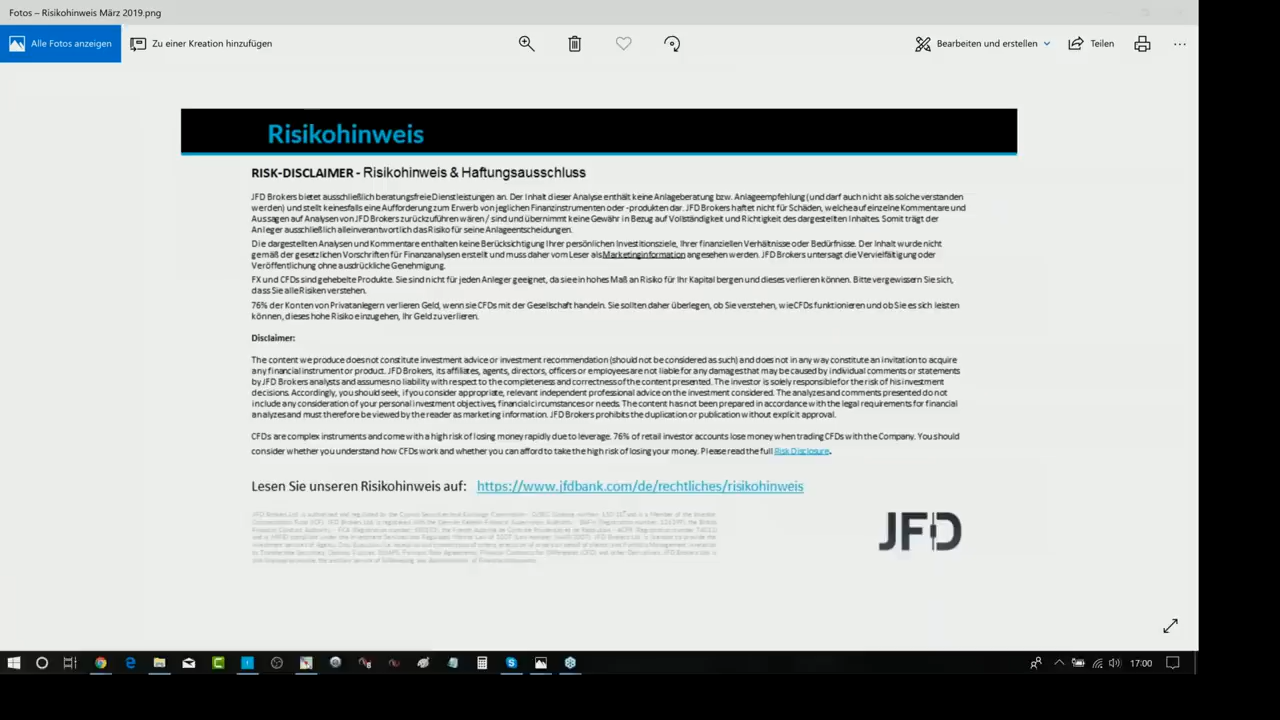 Fotos – Risikohinweis März 2019.png
Alle Fotos anzeigen
Zu einer Kreation hinzufügen
Bearbeiten und erstellen
Teilen
Risikohinweis
RISK-DISCLAIMER - Risikohinweis & Haftungsausschluss
JFD Brokers bietet ausschließlich beratungsfreie Dienstleistungen an. Der Inhalt dieser Analyse enthält keine Anlageberatung bzw. Anlageempfehlung (und darf auch nicht als solche verstanden
werden) und stellt keinesfalls eine Aufforderung zum Erwerb von jeglichen Finanzinstrumenten oder -produkten dar. JFD Brokers haftet nicht für Schäden, welche auf einzelne Kommentare und
Aussagen auf Analysen von JFD Brokers zurückzuführen wären / sind und übernimmt keine Gewähr in Bezug auf Vollständigkeit und Richtigkeit des dargestellten Inhaltes. Somit trägt der
Anleger ausschließlich alleinverantwortlich das Risiko für seine Anlageentscheidungen.
Die dargestellten Analysen und Kommentare enthalten keine Berücksichtigung Ihrer persönlichen Investitionsziele, Ihrer finanziellen Verhältnisse oder Bedürfnisse. Der Inhalt wurde nicht
gemäß der gesetzlichen Vorschriften für Finanzanalysen erstellt und muss daher vom Leser als Marketinginformation angesehen werden. JFD Brokers untersagt die Vervielfältigung oder
Veröffentlichung ohne ausdrückliche Genehmigung.
FX und CFDs sind gehebelte Produkte. Sie sind nicht für jeden Anleger geeignet, da sie ein hohes Maß an Risiko für Ihr Kapital bergen und dieses verlieren können. Bitte vergewissern Sie sich,
dass Sie alle Risiken verstehen.
76% der Konten von Privatanlegern verlieren Geld, wenn sie CFDs mit der Gesellschaft handeln. Sie sollten daher überlegen, ob Sie verstehen, wie CFDs funktionieren und ob Sie es sich leisten
können, dieses hohe Risiko einzugehen, Ihr Geld zu verlieren.
Disclaimer:
The content we produce does not constitute investment advice or investment recommendation (should not be considered as such) and does not in any way constitute an invitation to acquire
any financial instrument or product. JFD Brokers, its affiliates, agents, directors, officers or employees are not liable for any damages that may be caused by individual comments or statements
by JFD Brokers analysts and assumes no liability with respect to the completeness and correctness of the content presented. The investor is solely responsible for the risk of his investment
decisions. Accordingly, you should seek, if you consider appropriate, relevant independent professional advice on the investment considered. The analyzes and comments presented do not
include any consideration of your personal investment objectives, financial circumstances or needs. The content has not been prepared in accordance with the legal requirements for financial
analyzes and must therefore be viewed by the reader as marketing information. JFD Brokers prohibits the duplication or publication without explicit approval.
CFDs are complex instruments and come with a high risk of losing money rapidly due to leverage. 76% of retail investor accounts lose money when trading CFDs with the Company. You should
consider whether you understand how CFDs work and whether you can afford to take the high risk of losing your money. Please read the full Risk Disclosure.
Lesen Sie unseren Risikohinweis auf: https://www.jfdbank.com/de/rechtliches/risikohinweis
JFD
17:00